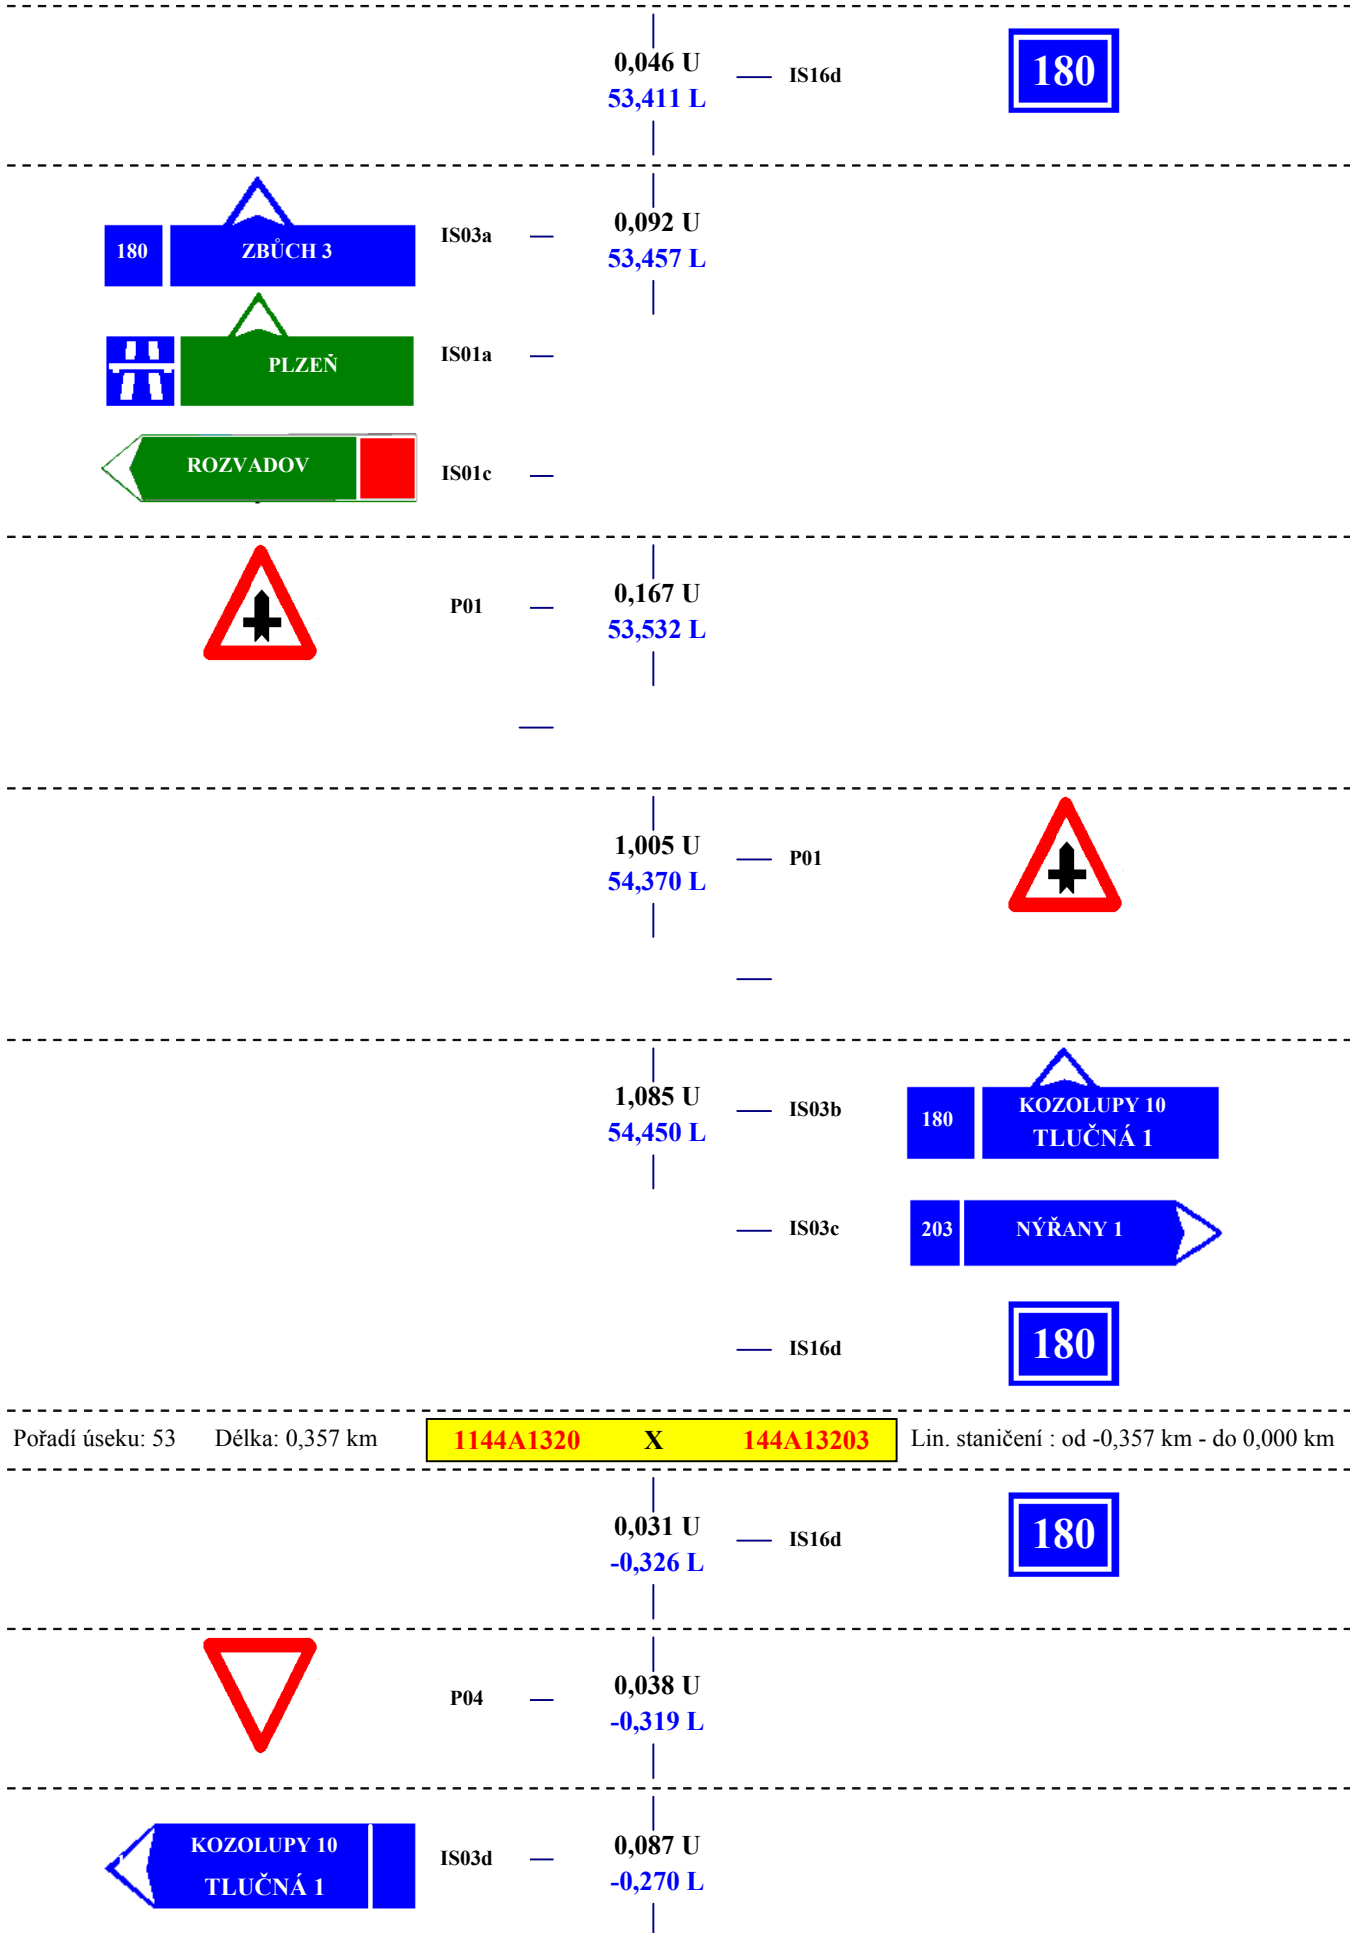 0,046 U
53,411 L
IS16d
180
180
ZBŮCH 3
IS03a
0,092 U
53,457 L
PLZEŇ
IS01a
ROZVADOV
IS01c
P01
0,167 U
53,532 L
1,005 U
54,370 L
P01
1,085 U
54,450 L
IS03b
180
KOZOLUPY 10
TLUČNÁ 1
IS03c
203
NÝŘANY 1
IS16d
180
Pořadí úseku: 53 Délka: 0,357 km 1144A1320 X 144A13203 Lin. staničení : od -0,357 km - do 0,000 km
0,031 U
-0,326 L
IS16d
180
P04
0,038 U
-0,319 L
KOZOLUPY 10
TLUČNÁ 1
IS03d
0,087 U
-0,270 L